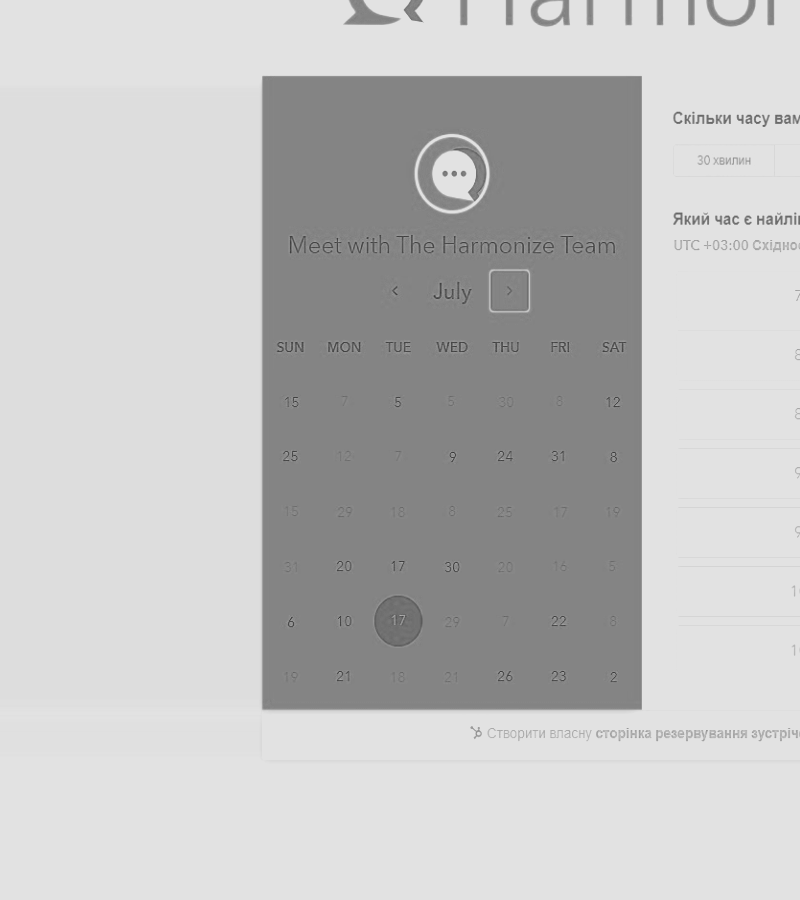 Harmon
Meet with The Harmonize Team
July
SUN MON TUE WED THU FRI SAT
15 7 5 5 30 8 12
25 12 7 9 24 31 8
15 29 18 8 25 17 19
31 20 17 30 20 16 5
6 10 17 29 7 22 8
19 21 18 21 26 23 2
Скільки часу вам
30 хвилин
Який час є найлі
UTC +03:00 Східно
7
8
8
9
9
1
1
Створити власну сторінка резервування зустріч